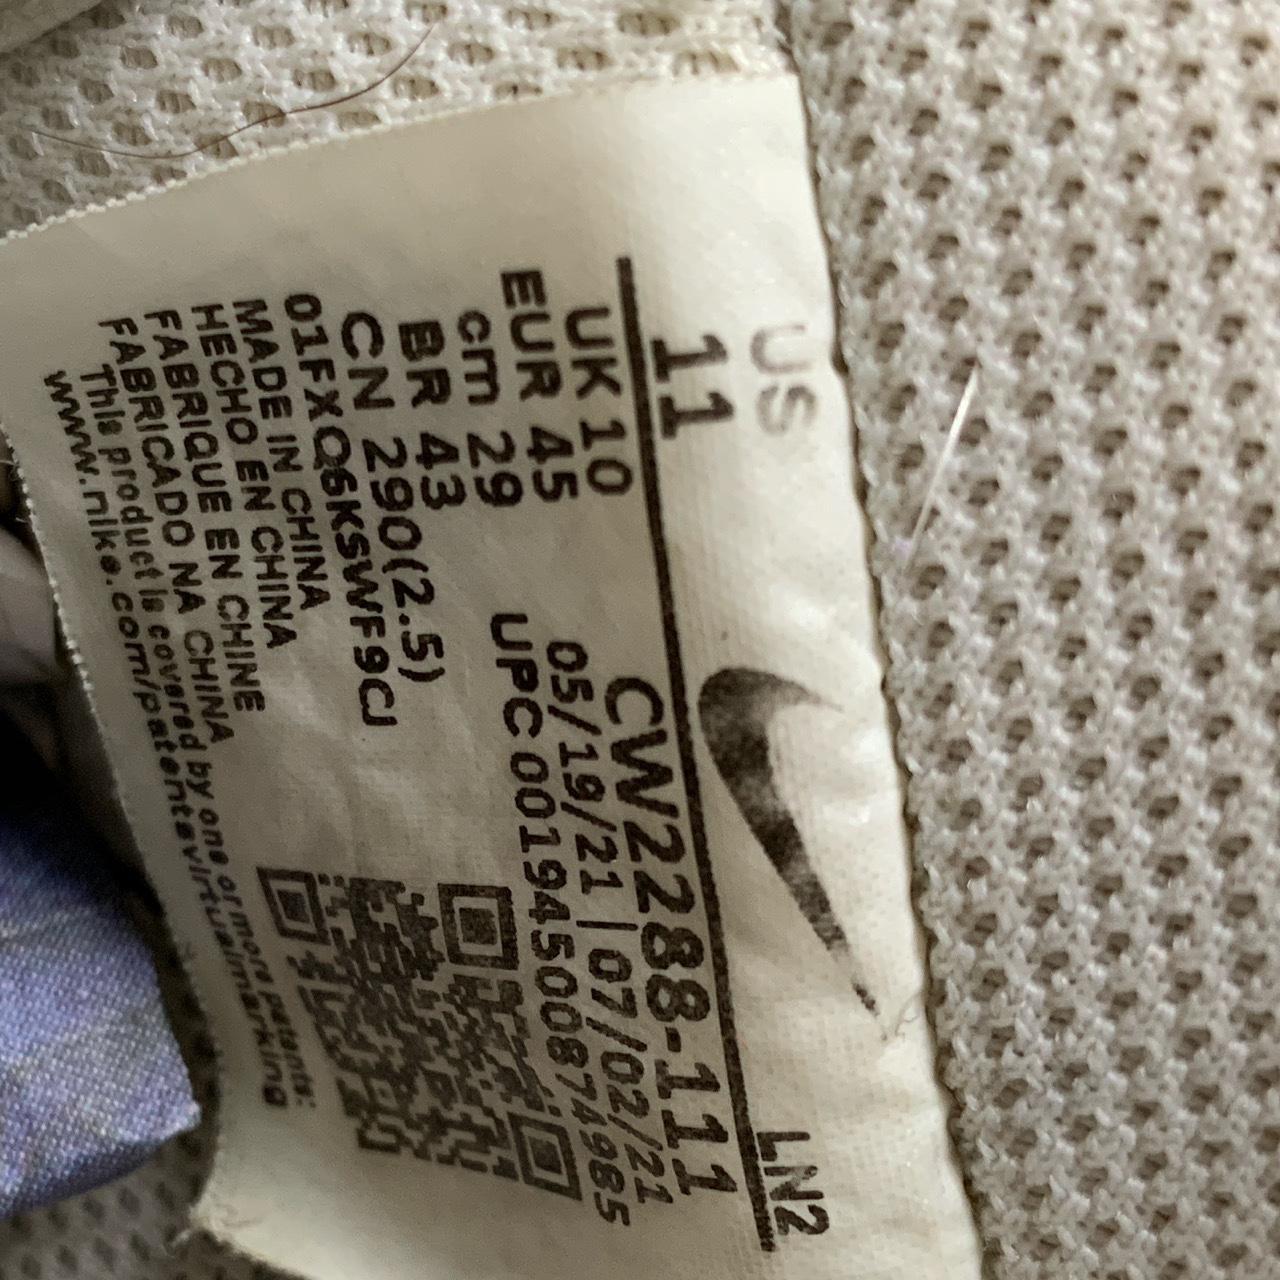 US LN2
11
UK 10 CW2288-111
EUR 45 05/19/21 | 07/02/21
cm 29 UPC 00194500874985
BR 43
CN 290(2.5)
01FXQ6KSWF9CJ
MADE IN CHINA
HECHO EN CHINA
FABRIQUE EN CHINE
FABRICADO NA CHINA
This product is covered by one or more patents:
www.nike.com/patentsvirtualmarking